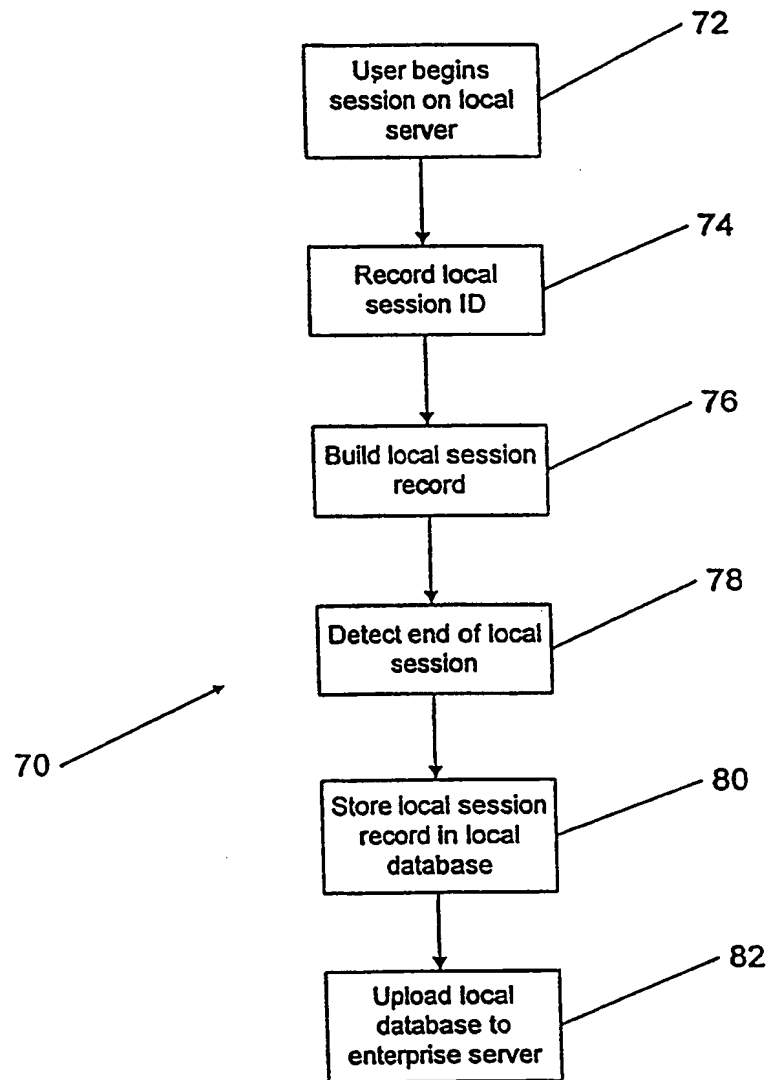 72
User begins
session on local
server
74
Record local
session ID
76
Build local session
record
78
Detect end of local
session
70
80
Store local session
record in local
database
82
Upload local
database to
enterprise server